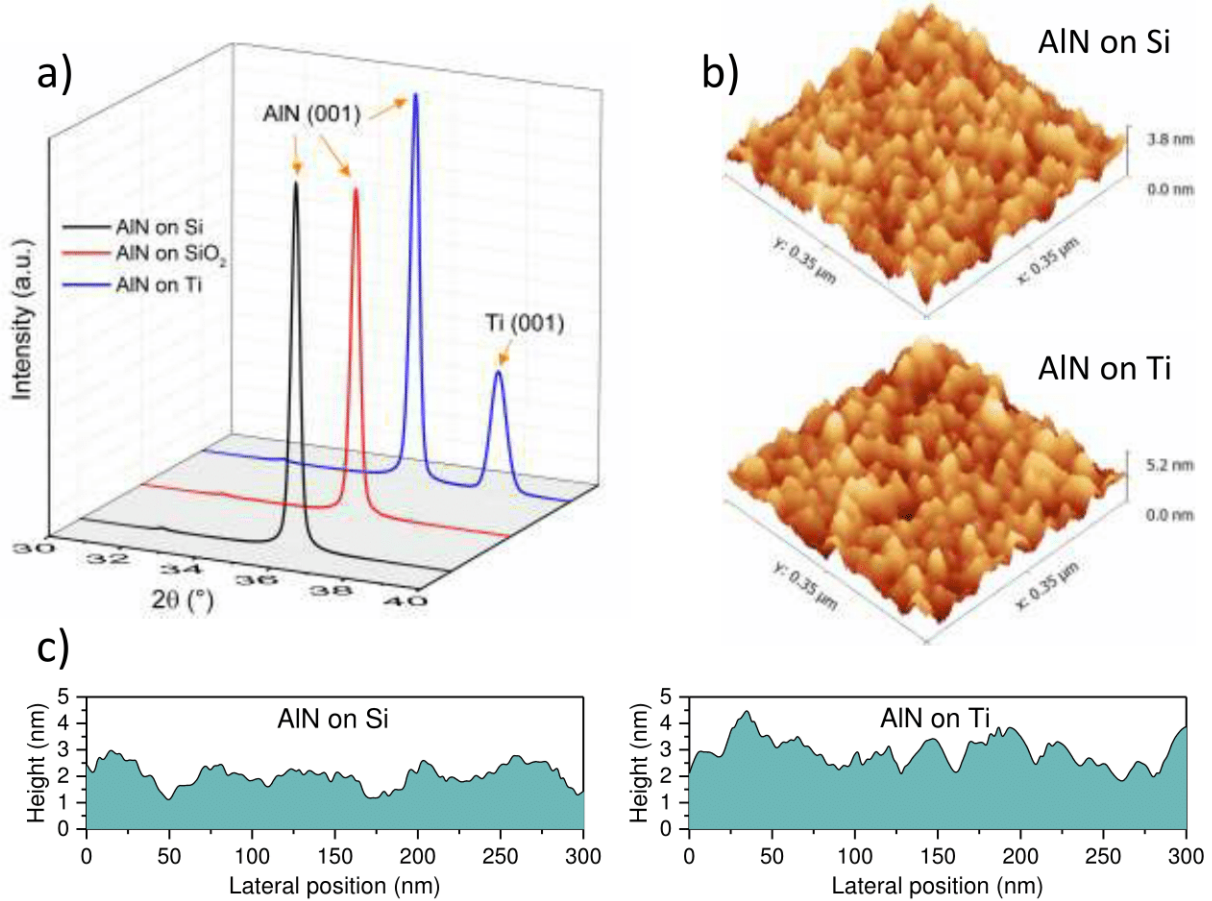 a)
AlN (001)
AlN on Si
AlN on SiO₂
AlN on Ti
Ti (001)
Intensity (a.u.)
30
32
34
36
38
40
2θ (°)
b)
AlN on Si
3.8 nm
0.0 nm
y: 0.35 µm
x: 0.35 µm
AlN on Ti
5.2 nm
0.0 nm
y: 0.35 µm
x: 0.35 µm
c)
AlN on Si
Height (nm)
5
4
3
2
1
0
0 50 100 150 200 250 300
Lateral position (nm)
AlN on Ti
Height (nm)
5
4
3
2
1
0
0 50 100 150 200 250 300
Lateral position (nm)